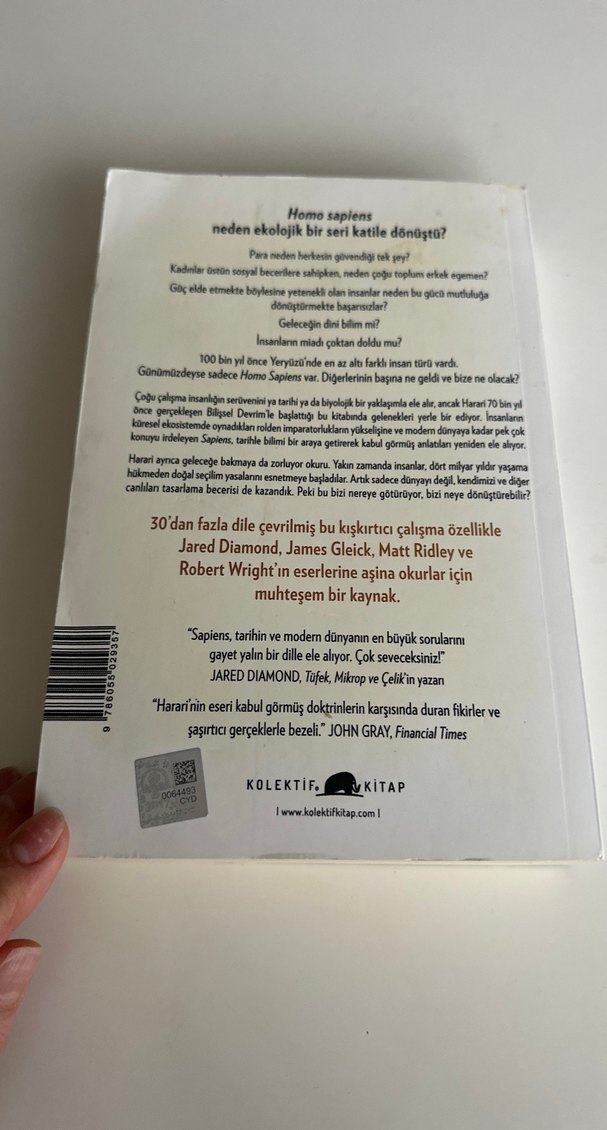 Homo sapiens
neden ekolojik bir seri katile dönüştü?
Para neden herkesin güvendiği tek şey?
Kadınlar üstün sosyal becerilere sahipken, neden çoğu toplum erkek egemen?
Güç elde etmekte böylesine yetenekli olan insanlar neden bu gücü mutluluğa
dönüştürmekte başarısızlar?
Geleceğin dini bilim mi?
İnsanların miadı çoktan doldu mu?
100 bin yıl önce Yeryüzü'nde en az altı farklı insan türü vardı.
Günümüzdeyse sadece Homo Sapiens var. Diğerlerinin başına ne geldi ve bize ne olacak?
Çoğu çalışma insanlığın serüvenini ya tarihi ya da biyolojik bir yaklaşımla ele alır, ancak Harari 70 bin yıl
önce gerçekleşen Bilişsel Devrim'le başlattığı bu kitabında gelenekleri yerle bir ediyor. İnsanların
küresel ekosistemde oynadıkları rolden imparatorlukların yükselişine ve modern dünyaya kadar pek çok
konuyu irdeleyen Sapiens, tarihle bilimi bir araya getirerek kabul görmüş anlatıları yeniden ele alıyor.
Harari ayrıca geleceğe bakmaya da zorluyor okuru. Yakın zamanda insanlar, dört milyar yıldır yaşama
hükmeden doğal seçilim yasalarını esnetmeye başladılar. Artık sadece dünyayı değil, kendimizi ve diğer
canlıları tasarlama becerisi de kazandık. Peki bu bizi nereye götürüyor, bizi neye dönüştürebilir?
30'dan fazla dile çevrilmiş bu kışkırtıcı çalışma özellikle
Jared Diamond, James Gleick, Matt Ridley ve
Robert Wright'ın eserlerine aşina okurlar için
muhteşem bir kaynak.
"Sapiens, tarihin ve modern dünyanın en büyük sorularını
gayet yalın bir dille ele alıyor. Çok seveceksiniz!"
JARED DIAMOND, Tüfek, Mikrop ve Çelik'in yazarı
"Harari'nin eseri kabul görmüş doktrinlerin karşısında duran fikirler ve
şaşırtıcı gerçeklerle bezeli." JOHN GRAY, Financial Times
9 786055 029357
0064493
CYD
KOLEKTİF KİTAP
| www.kolektifkitap.com |